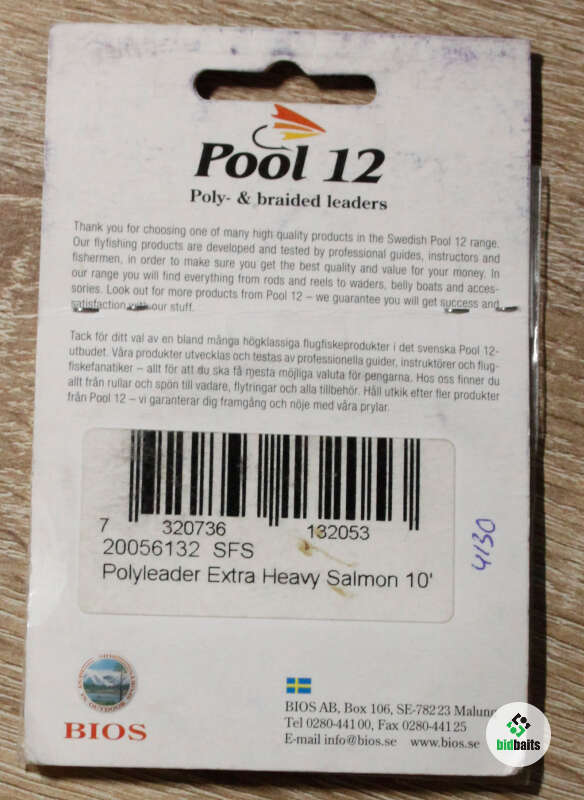 Pool 12
Poly- & braided leaders
Thank you for choosing one of many high quality products in the Swedish Pool 12 range.
Our flyfishing products are developed and tested by professional guides, instructors and
fishermen, in order to make sure you get the best quality and value for your money. In
our range you will find everything from rods and reels to waders, belly boats and acces-
sories. Look out for more products from Pool 12 – we guarantee you will get success and
satisfaction with our stuff.
Tack för ditt val av en bland många högklassiga flugfiskeprodukter i det svenska Pool 12-
utbudet. Våra produkter utvecklas och testas av professionella guider, instruktörer och flug-
fiskefanatiker – allt för att du ska få mesta möjliga valuta för pengarna. Hos oss finner du
allt från rullar och spön till vadare, flytringar och alla tillbehör. Håll utkik efter fler produkter
från Pool 12 – vi garanterar dig framgång och nöje med våra prylar.
7 320736 132053
20056132 SFS
Polyleader Extra Heavy Salmon 10'
4130
BIOS
BIOS AB, Box 106, SE-782 23 Malung
Tel 0280-441 00, Fax 0280-441 25
E-mail info@bios.se www.bios.se
bidbaits